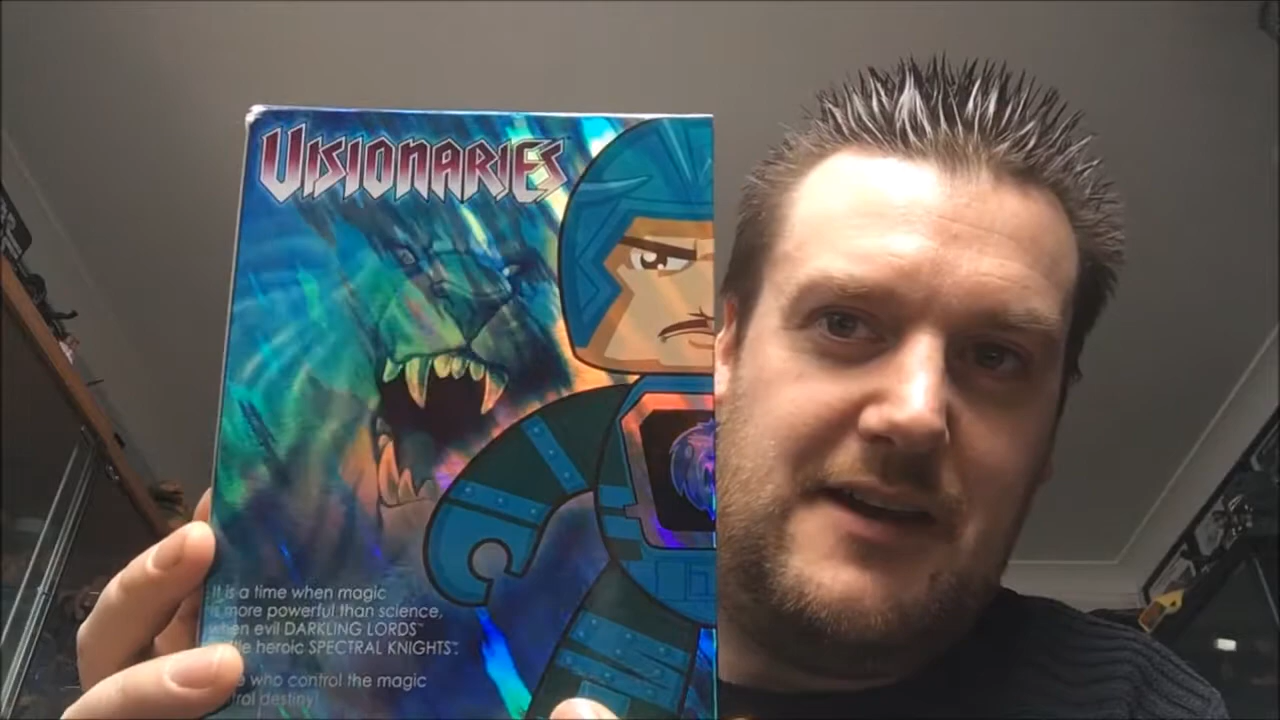 VISIONARIES
It is a time when magic
is more powerful than science,
when evil DARKLING LORDS™
heroic SPECTRAL KNIGHTS™.
who control the magic
destiny!